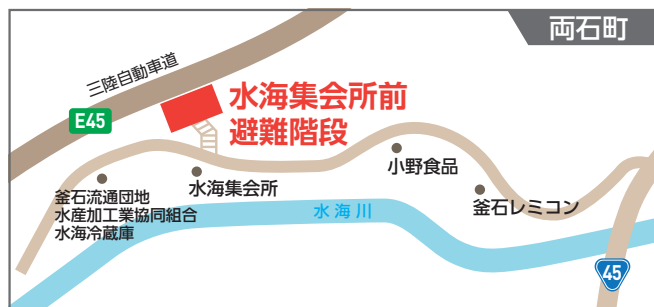 両石町
三陸自動車道
E45
水海集会所前
避難階段
小野食品
水海集会所
釜石流通団地
水産加工業協同組合
水海冷蔵庫
釜石レミコン
水海川
45